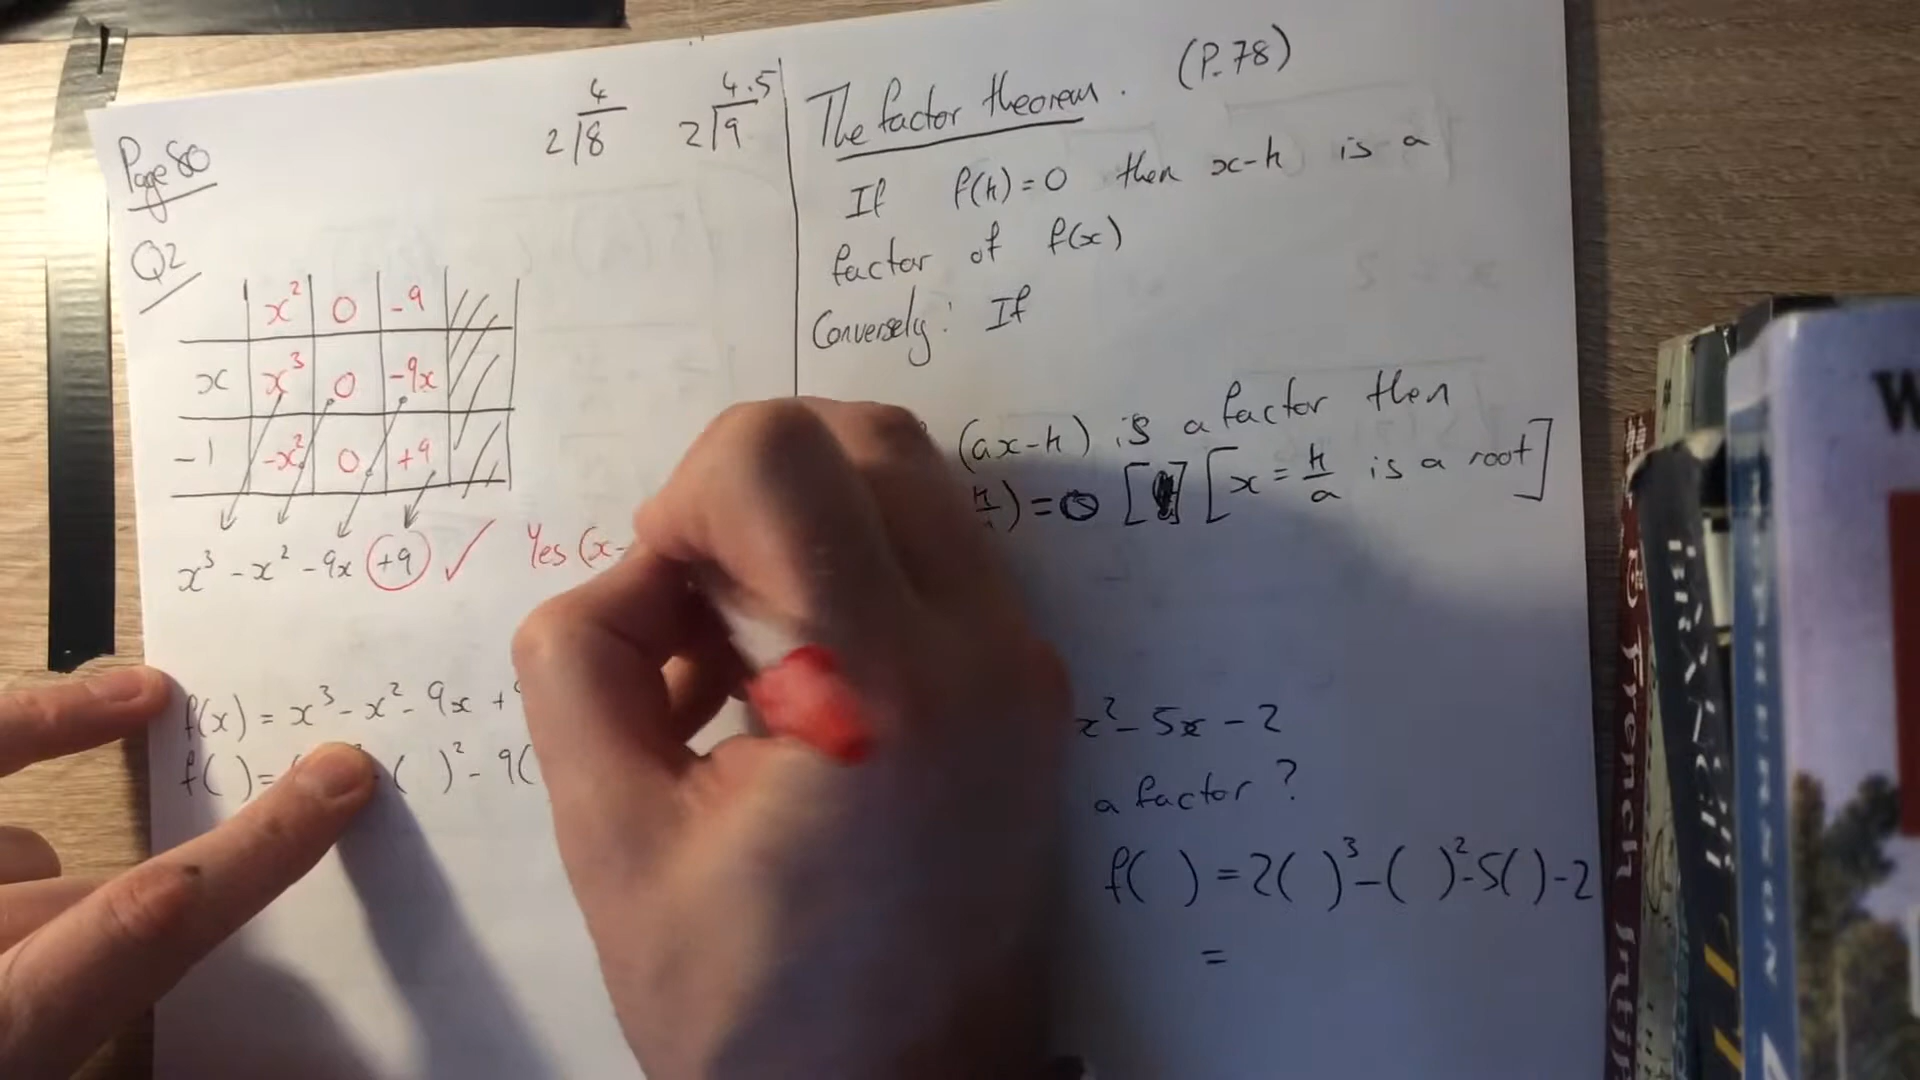 Page 80
4
2 8
4.5
2 9
Q2
x² 0 -9
x x³ 0 -9x
-1 -x² 0 +9
x³ - x² - 9x +9 ✓ Yes (x-
f(x) = x³ - x² - 9x +
f( ) = ( )² - 9(
The factor theorem. (P.78)
If f(h) = 0 then x-h is a
factor of f(x)
Conversely: If
(ax-h) is a factor then
= 0 [ ] [x = h/a is a root]
x² - 5x - 2
a factor?
f( ) = 2( )³ - ( )² - 5( ) - 2
=
French